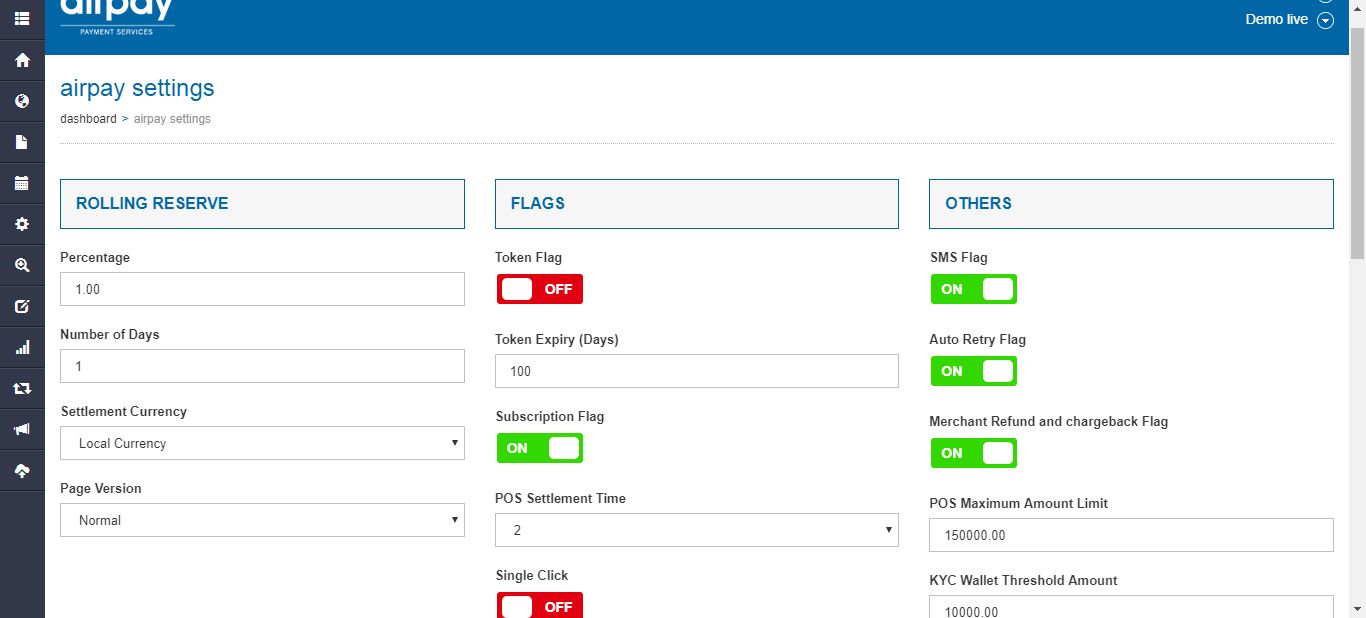 airpay
PAYMENT SERVICES
Demo live
airpay settings
dashboard > airpay settings
ROLLING RESERVE
Percentage
1.00
Number of Days
1
Settlement Currency
Local Currency
Page Version
Normal
FLAGS
Token Flag
OFF
Token Expiry (Days)
100
Subscription Flag
ON
POS Settlement Time
2
Single Click
OFF
OTHERS
SMS Flag
ON
Auto Retry Flag
ON
Merchant Refund and chargeback Flag
ON
POS Maximum Amount Limit
150000.00
KYC Wallet Threshold Amount
10000.00